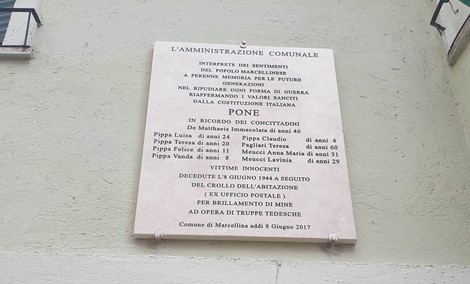 L'AMMINISTRAZIONE COMUNALE
INTERPRETE DEI SENTIMENTI
DEL POPOLO MARCELLINESE
A PERENNE MEMORIA PER LE FUTURE
GENERAZIONI
NEL RIPUDIARE OGNI FORMA DI GUERRA
RIAFFERMANDO I VALORI SANCITI
DALLA COSTITUZIONE ITALIANA
PONE
IN RICORDO DEI CONCITTADINI
De Matthaeis Immacolata di anni 40
Pippa Luisa di anni 24 Pippa Claudio di anni 4
Pippa Teresa di anni 20 Pagliari Teresa di anni 60
Pippa Felice di anni 11 Meucci Anna Maria di anni 31
Pippa Vanda di anni 8 Meucci Lavinia di anni 29
VITTIME INNOCENTI
DECEDUTE L'8 GIUGNO 1944 A SEGUITO
DEL CROLLO DELL'ABITAZIONE
( EX UFFICIO POSTALE )
PER BRILLAMENTO DI MINE
AD OPERA DI TRUPPE TEDESCHE
Comune di Marcellina addì 8 Giugno 2017